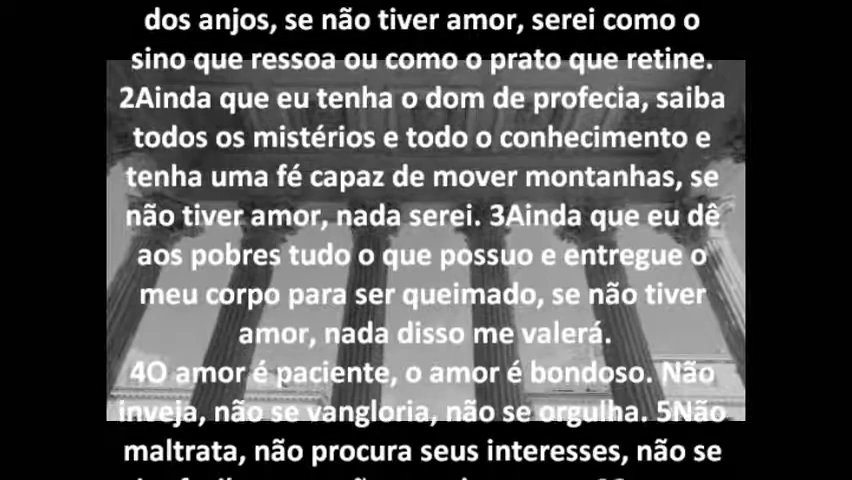 dos anjos, se não tiver amor, serei como o
sino que ressoa ou como o prato que retine.
2Ainda que eu tenha o dom de profecia, saiba
todos os mistérios e todo o conhecimento e
tenha uma fé capaz de mover montanhas, se
não tiver amor, nada serei. 3Ainda que eu dê
aos pobres tudo o que possuo e entregue o
meu corpo para ser queimado, se não tiver
amor, nada disso me valerá.
4O amor é paciente, o amor é bondoso. Não
inveja, não se vangloria, não se orgulha. 5Não
maltrata, não procura seus interesses, não se